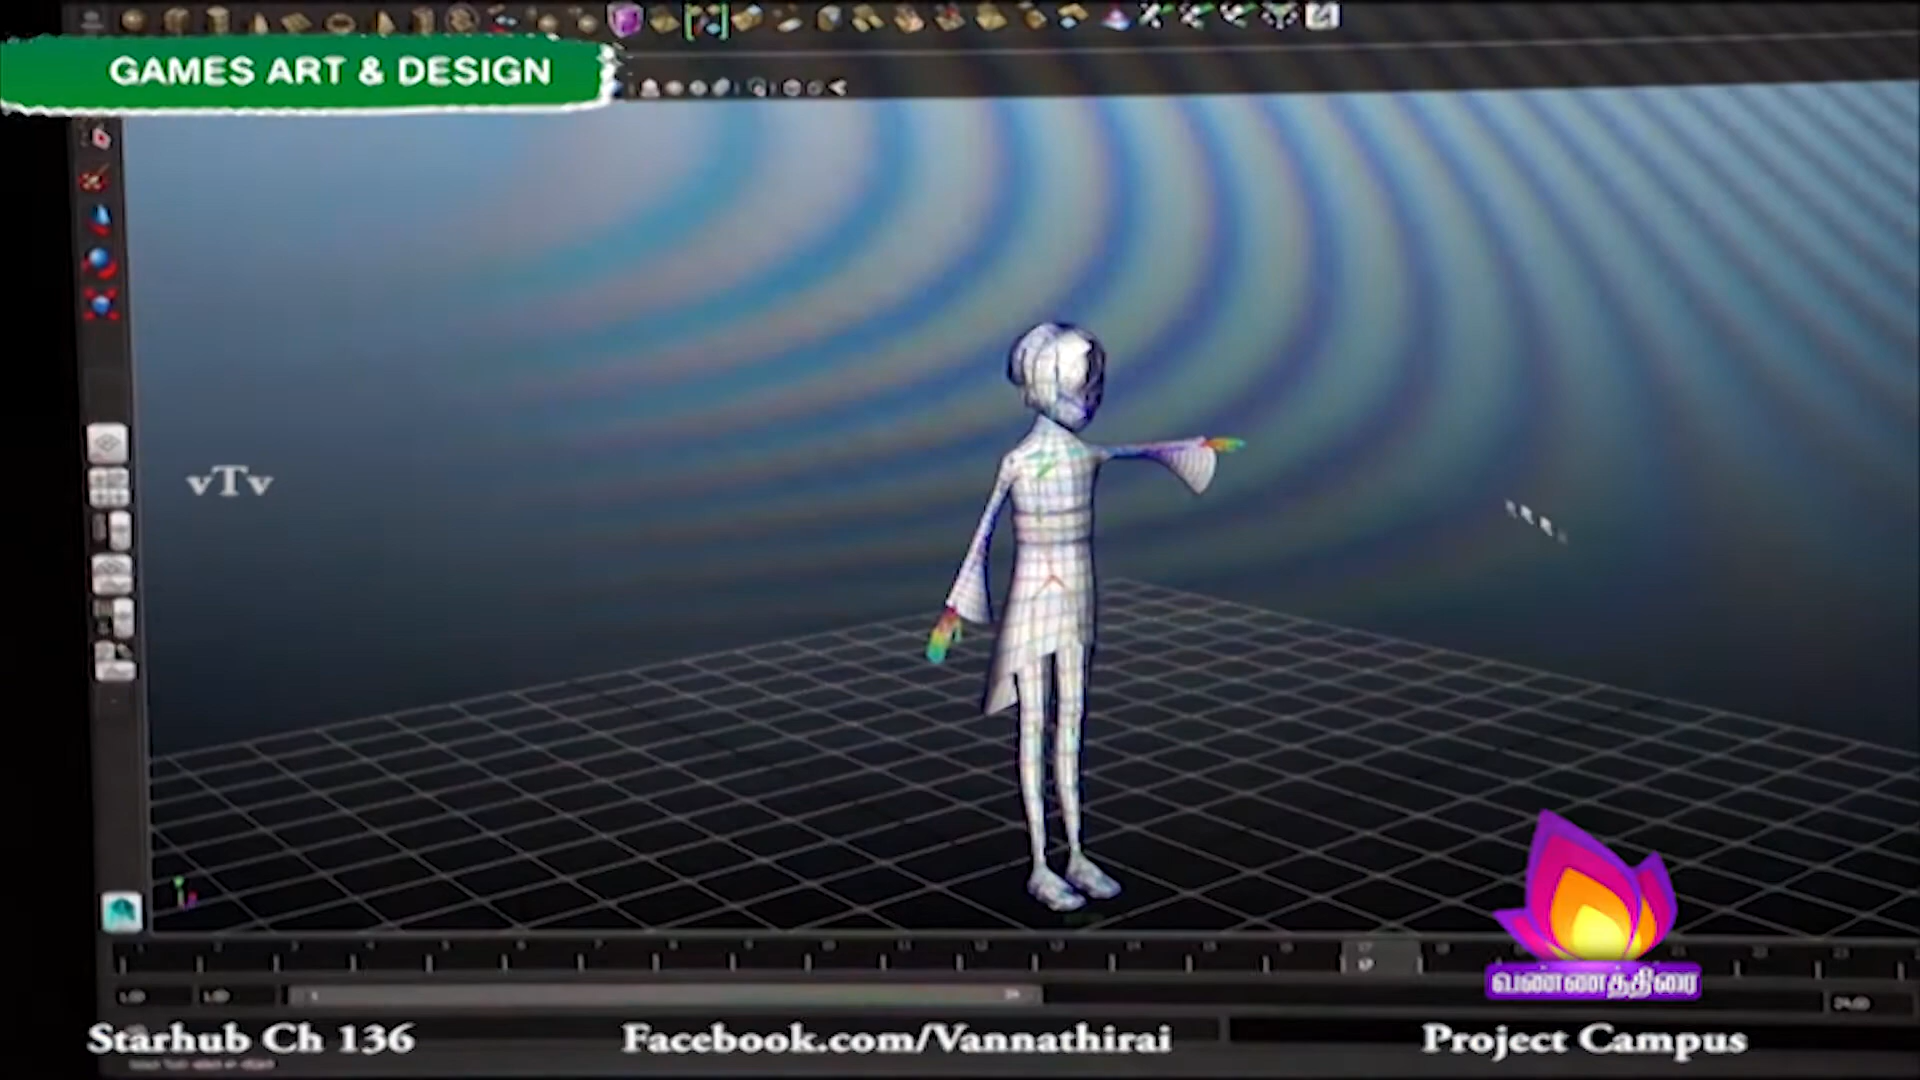 GAMES ART & DESIGN
vTv
வண்ணத்திரை
Starhub Ch 136
Facebook.com/Vannathirai
Project Campus